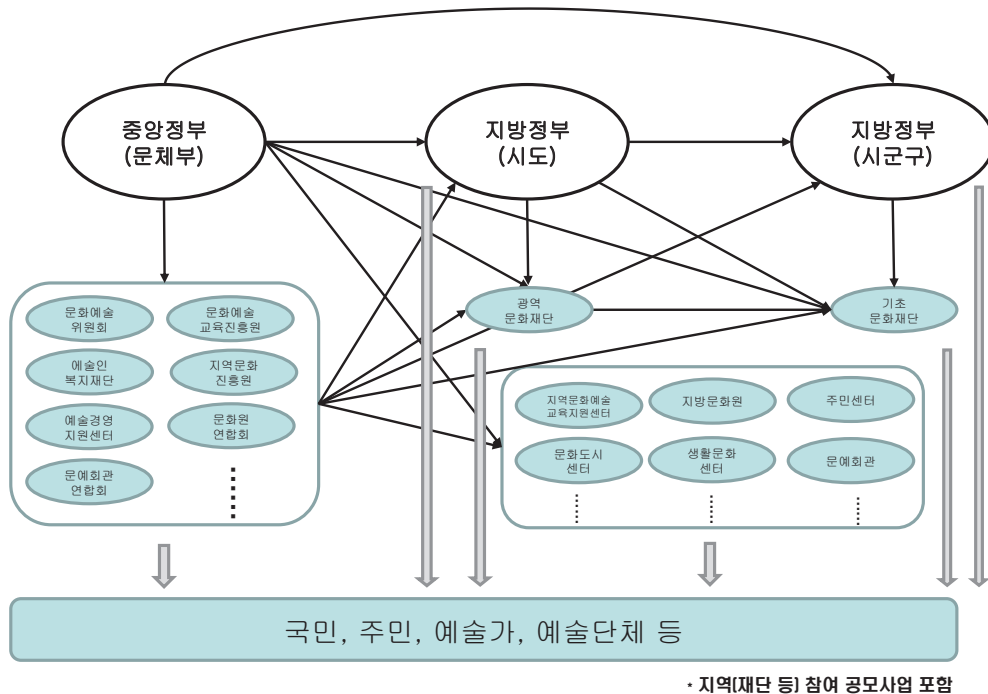 중앙정부
(문체부)
지방정부
(시도)
지방정부
(시군구)
문화예술
위원회
문화예술
교육진흥원
예술인
복지재단
지역문화
진흥원
예술경영
지원센터
문화원
연합회
문예회관
연합회
광역
문화재단
기초
문화재단
지역문화예술
교육지원센터
지방문화원
주민센터
문화도시
센터
생활문화
센터
문예회관
국민, 주민, 예술가, 예술단체 등
* 지역(재단 등) 참여 공모사업 포함